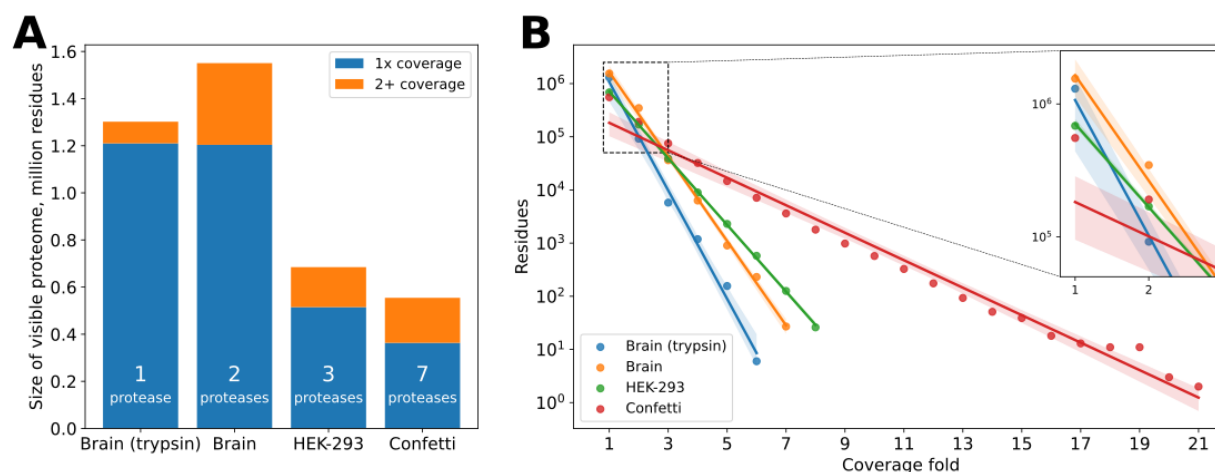 A
Size of visible proteome, million residues
1.6
1.4
1.2
1.0
0.8
0.6
0.4
0.2
0.0
1x coverage
2+ coverage
1
protease
2
proteases
3
proteases
7
proteases
Brain (trypsin)
Brain
HEK-293
Confetti
B
Residues
10⁶
10⁵
10⁴
10³
10²
10¹
10⁰
10⁶
10⁵
1
2
Brain (trypsin)
Brain
HEK-293
Confetti
1 3 5 7 9 11 13 15 17 19 21
Coverage fold